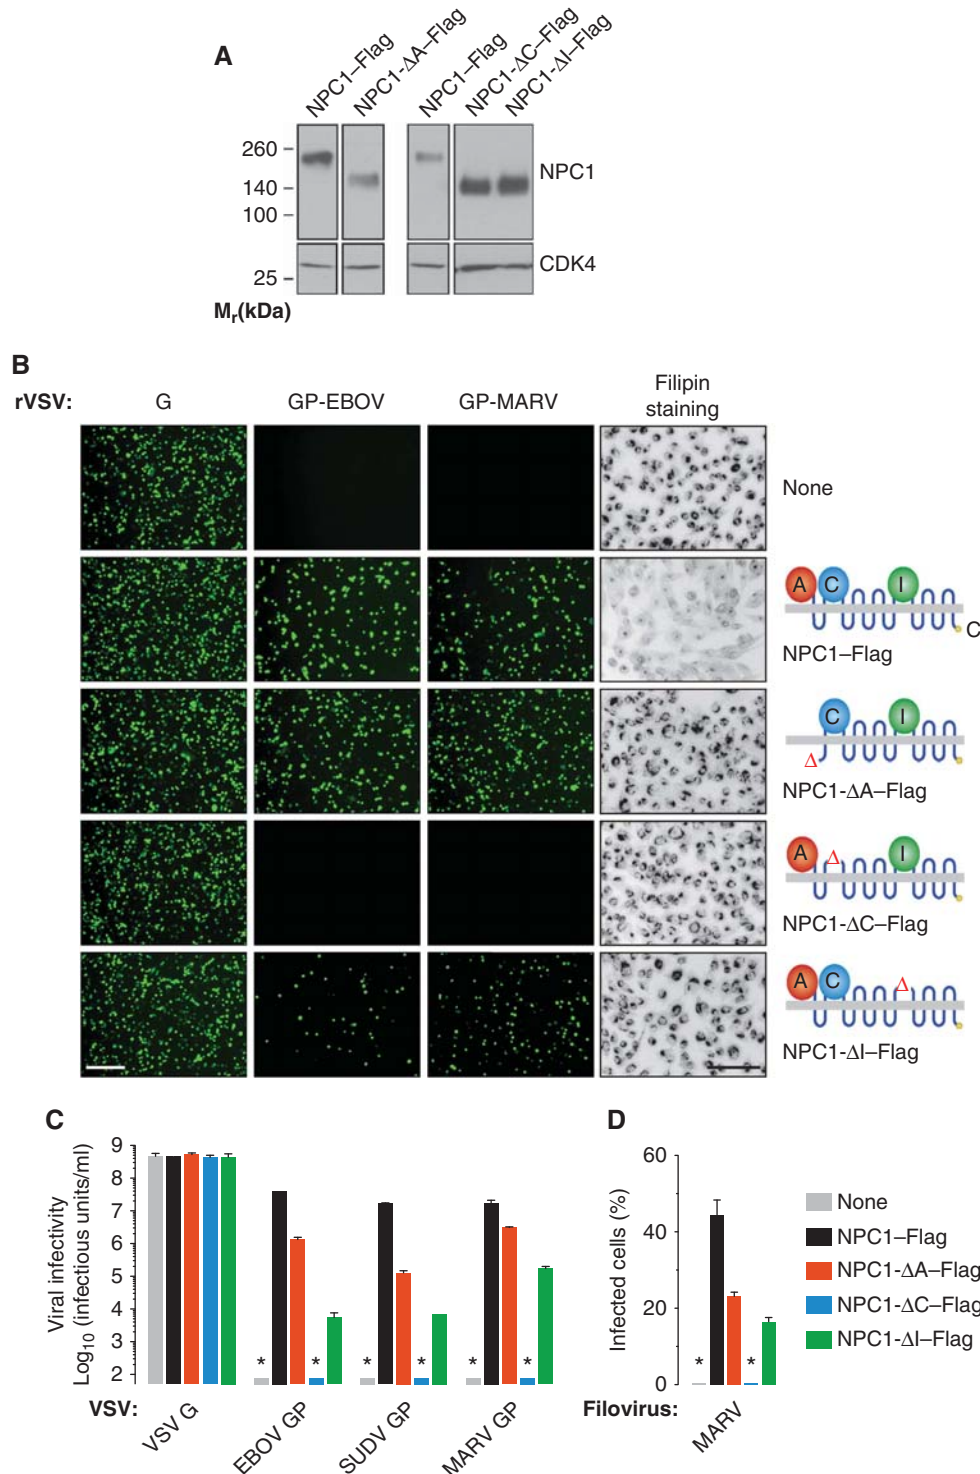 A
NPC1–Flag
NPC1-ΔA–Flag
NPC1–Flag
NPC1-ΔC–Flag
NPC1-ΔI–Flag
260
140
100
NPC1
25
CDK4
Mr(kDa)
B
rVSV:
G
GP-EBOV
GP-MARV
Filipin
staining
None
A C I
C
NPC1–Flag
C I
Δ
NPC1-ΔA–Flag
A Δ I
NPC1-ΔC–Flag
A C Δ
NPC1-ΔI–Flag
C
Viral infectivity
Log10 (infectious units/ml)
9
8
7
6
5
4
3
2
* * * * * *
VSV:
VSV G
EBOV GP
SUDV GP
MARV GP
D
Infected cells (%)
60
40
20
0
* *
Filovirus:
MARV
None
NPC1–Flag
NPC1-ΔA–Flag
NPC1-ΔC–Flag
NPC1-ΔI–Flag